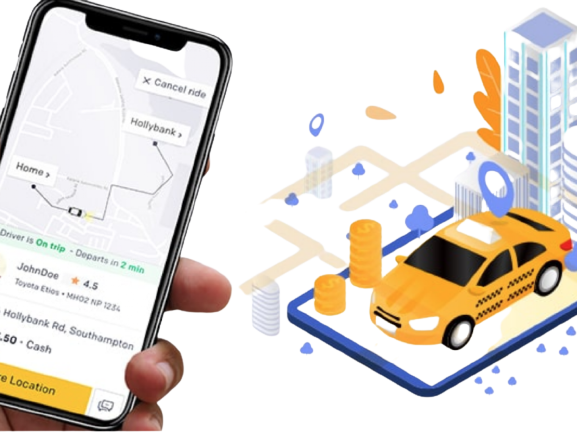 × Cancel ride
Hollybank >
Home >
Driver is On trip - Departs in 2 min
JohnDoe ★ 4.5
Toyota Etios • MH02 NP 1234
Hollybank Rd, Southampton
.50 • Cash
Location
$